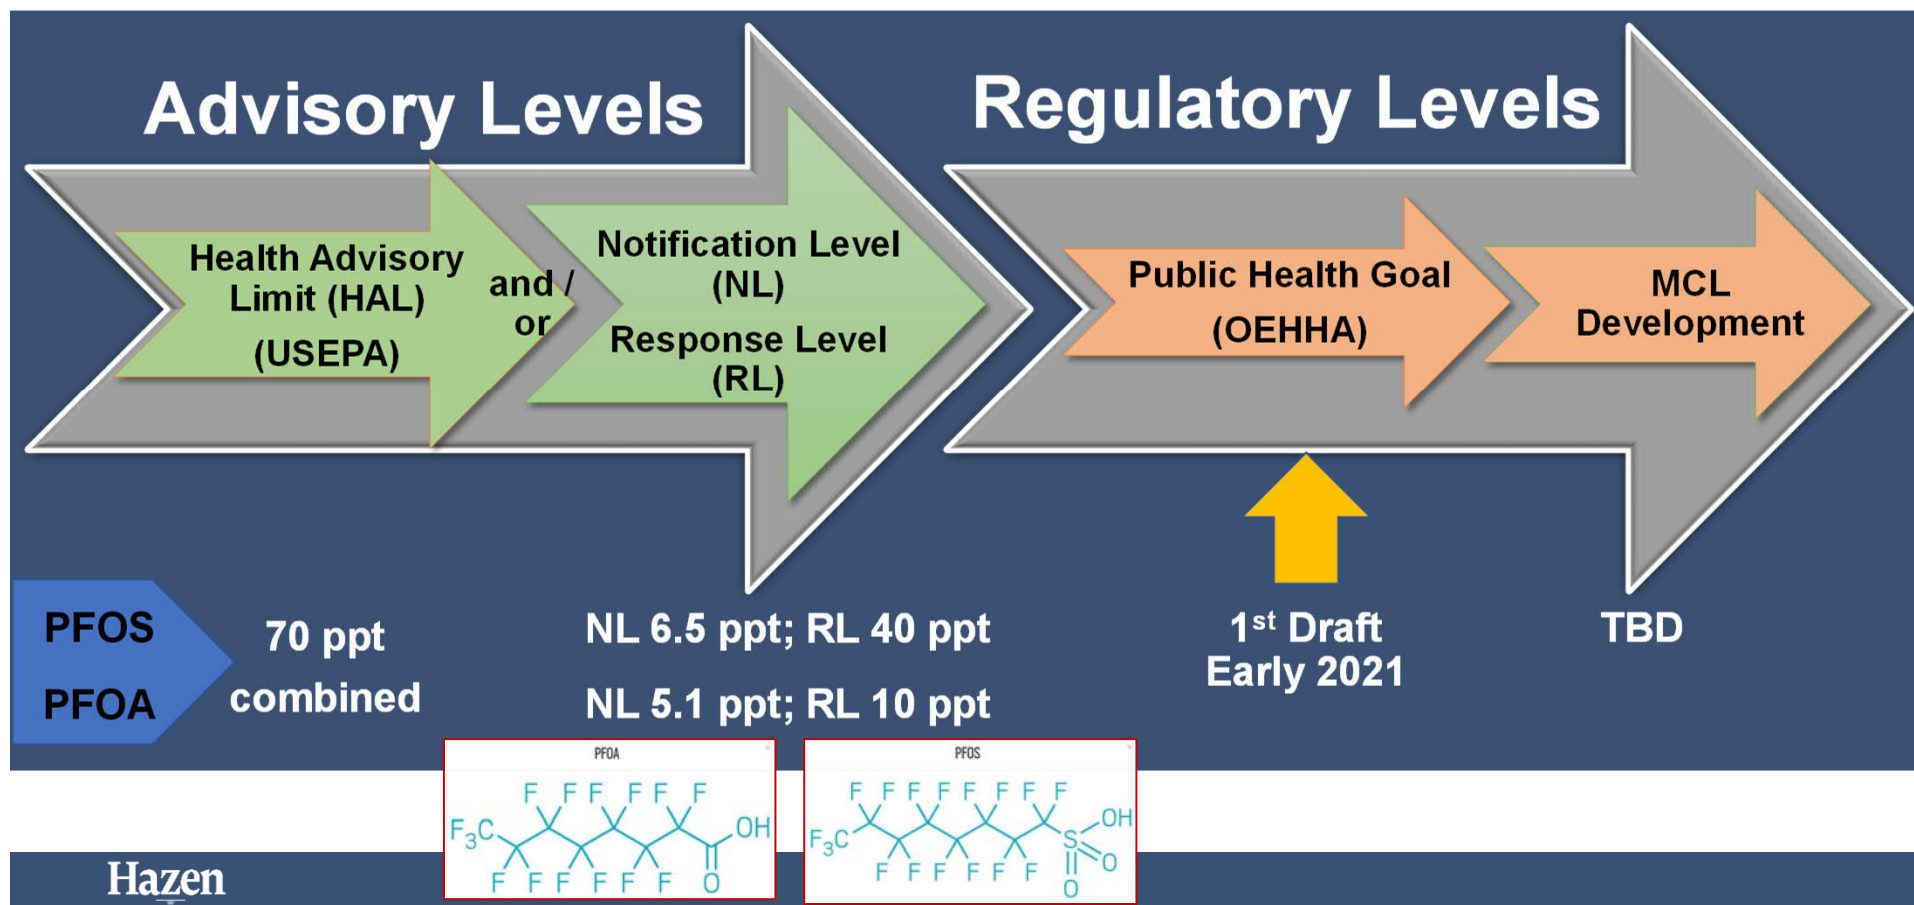 Advisory Levels
Regulatory Levels
Health Advisory
Limit (HAL)
(USEPA)
and /
or
Notification Level
(NL)
Response Level
(RL)
Public Health Goal
(OEHHA)
MCL
Development
PFOS
PFOA
70 ppt
combined
NL 6.5 ppt; RL 40 ppt
NL 5.1 ppt; RL 10 ppt
1st Draft
Early 2021
TBD
PFOA
F F F F F F
F3C
OH
F F F F F F O
PFOS
F F F F F F F F
OH
F3C
S
O
F F F F F F
O
Hazen